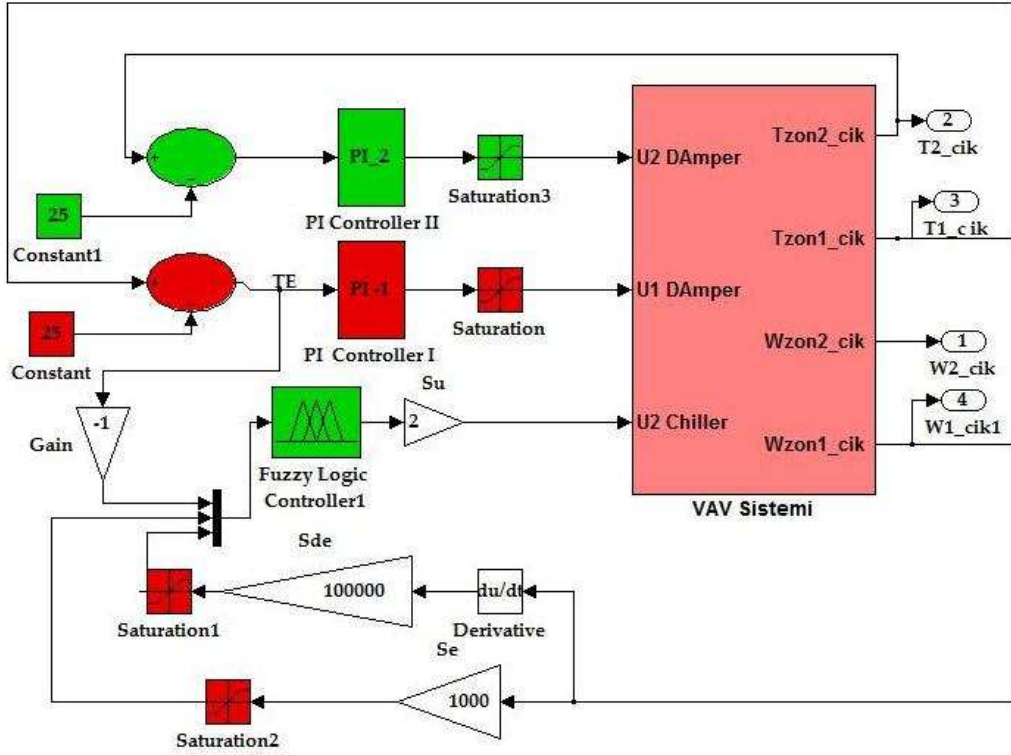 Tzon2_cik
2
T2_cik
PI_2
U2 DAmper
Saturation3
3
25
PI Controller II
T1_c ik
Constant1
Tzon1_cik
TE
PI -1
U1 DAmper
25
Saturation
Constant
PI Controller I
Wzon2_cik
1
W2_cik
Su
4
-1
2
U2 Chiller
W1_cik1
Gain
Wzon1_cik
Fuzzy Logic
Controller1
VAV Sistemi
Sde
100000
du/dt
Saturation1
Derivative
Se
1000
Saturation2